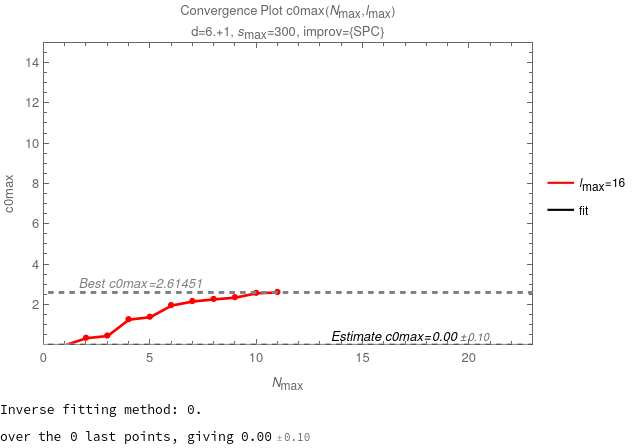 Convergence Plot c0max(Nmax,lmax)
d=6.+1, smax=300, improv={SPC}
14
12
10
8
6
4
2
c0max
Best c0max=2.61451
Estimate c0max=0.00 ±0.10
0
5
10
15
20
Nmax
lmax=16
fit
Inverse fitting method: 0.
over the 0 last points, giving 0.00 ±0.10